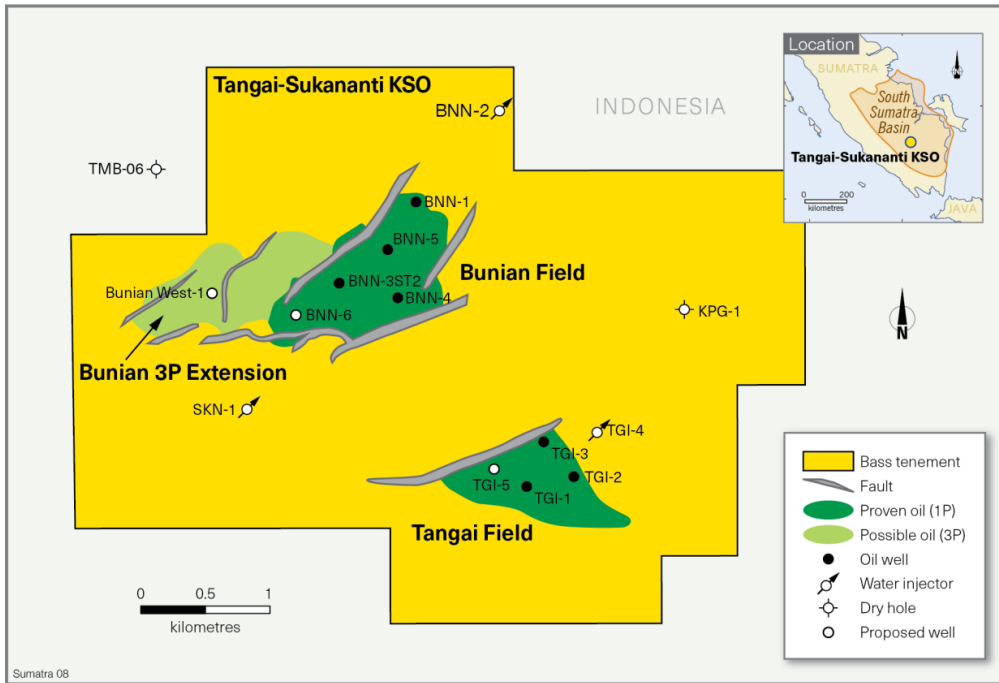 Tangai-Sukananti KSO
BNN-2
INDONESIA
Location
SUMATRA
South
Sumatra
Basin
Tangai-Sukananti KSO
0 200
kilometres
JAVA
TMB-06
BNN-1
BNN-5
Bunian Field
BNN-3ST2
BNN-4
Bunian West-1
BNN-6
KPG-1
N
Bunian 3P Extension
SKN-1
TGI-4
TGI-3
TGI-2
TGI-5
TGI-1
Tangai Field
Bass tenement
Fault
Proven oil (1P)
Possible oil (3P)
Oil well
Water injector
Dry hole
Proposed well
0 0.5 1
kilometres
Sumatra 08